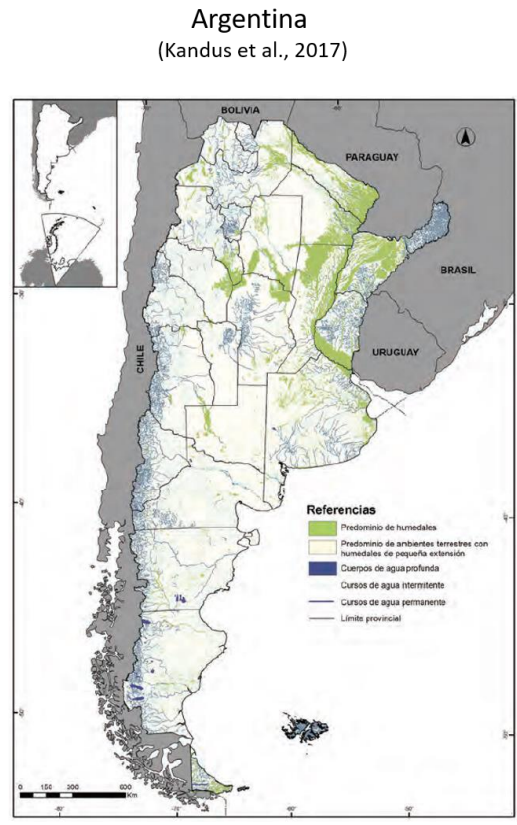 Argentina
(Kandus et al., 2017)
BOLIVIA
PARAGUAY
BRASIL
CHILE
URUGUAY
Referencias
Predominio de humedales
Predominio de ambientes terrestres con
humedales de pequeña extensión
Cuerpos de agua profunda
Cursos de agua intermitente
Cursos de agua permanente
Límite provincial
0 150 300 600
Km